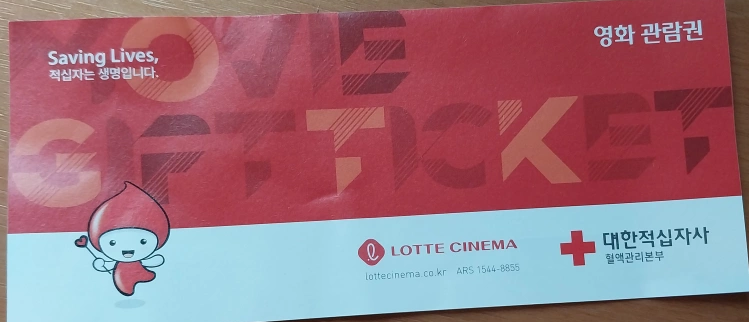 Saving Lives,
적십자는 생명입니다.
영화 관람권
MOVIE
GIFT TICKET
LOTTE CINEMA
lottecinema.co.kr ARS 1544-8855
대한적십자사
혈액관리본부